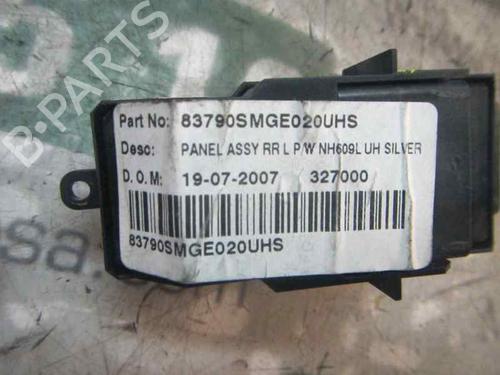 Part No: 83790SMGE020UHS
Desc: PANEL ASSY RR L P/W NH609L UH SILVER
D.O.M: 19-07-2007 327000
83790SMGE020UHS
B-PARTS